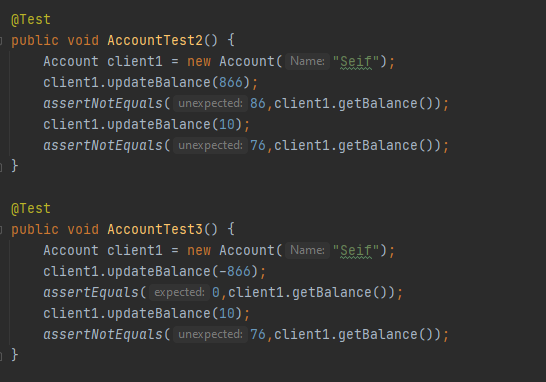 @Test
public void AccountTest2() {
    Account client1 = new Account( Name: "Seif");
    client1.updateBalance(866);
    assertNotEquals( unexpected: 86,client1.getBalance());
    client1.updateBalance(10);
    assertNotEquals( unexpected: 76,client1.getBalance());
}

@Test
public void AccountTest3() {
    Account client1 = new Account( Name: "Seif");
    client1.updateBalance(-866);
    assertEquals( expected: 0,client1.getBalance());
    client1.updateBalance(10);
    assertNotEquals( unexpected: 76,client1.getBalance());
}